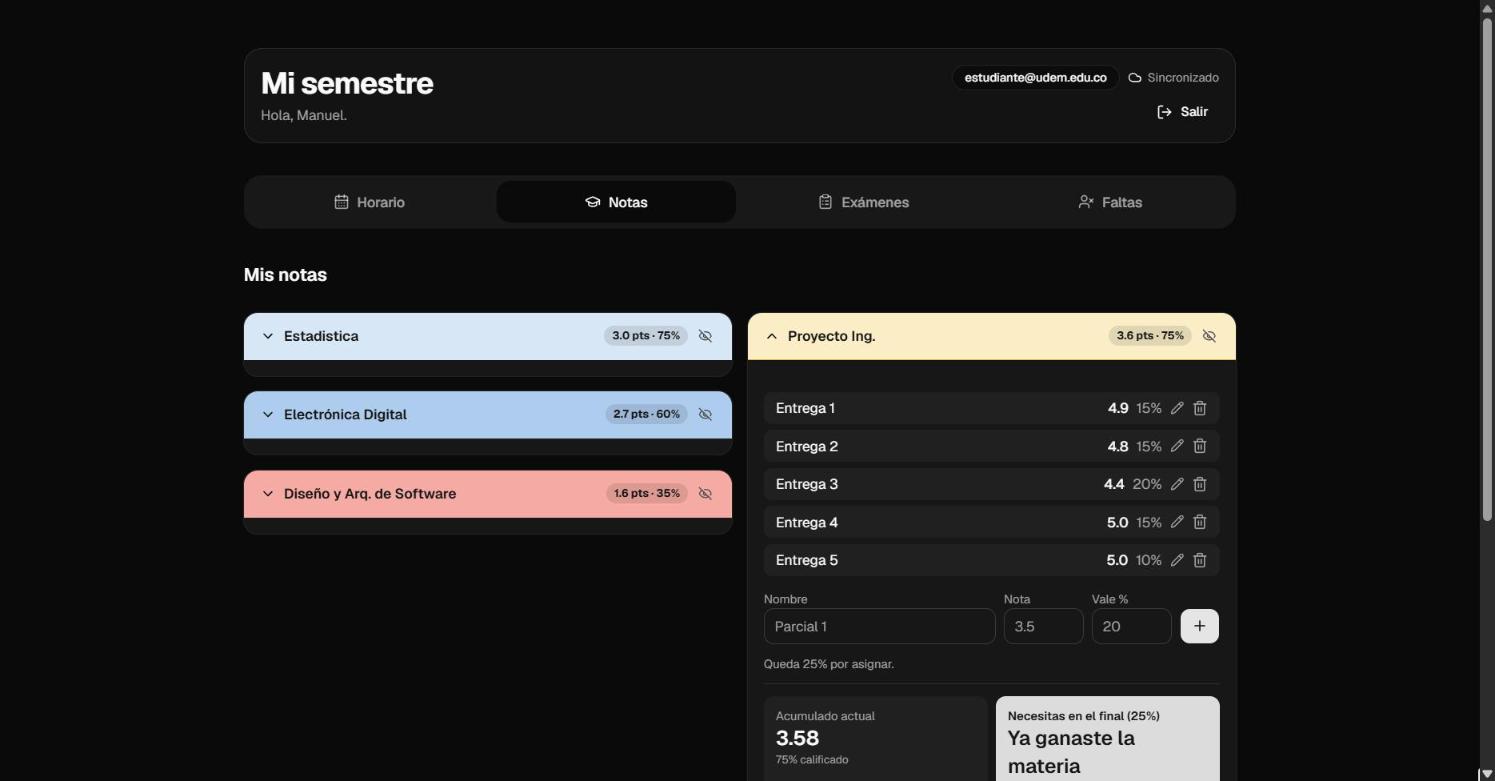 Mi semestre
Hola, Manuel.
estudiante@udem.edu.co
Sincronizado
Salir
Horario
Notas
Exámenes
Faltas
Mis notas
Estadistica
3.0 pts · 75%
Electrónica Digital
2.7 pts · 60%
Diseño y Arq. de Software
1.6 pts · 35%
Proyecto Ing.
3.6 pts · 75%
Entrega 1 4.9 15%
Entrega 2 4.8 15%
Entrega 3 4.4 20%
Entrega 4 5.0 15%
Entrega 5 5.0 10%
Nombre Nota Vale %
Parcial 1 3.5 20
Queda 25% por asignar.
Acumulado actual
3.58
75% calificado
Necesitas en el final (25%)
Ya ganaste la
materia